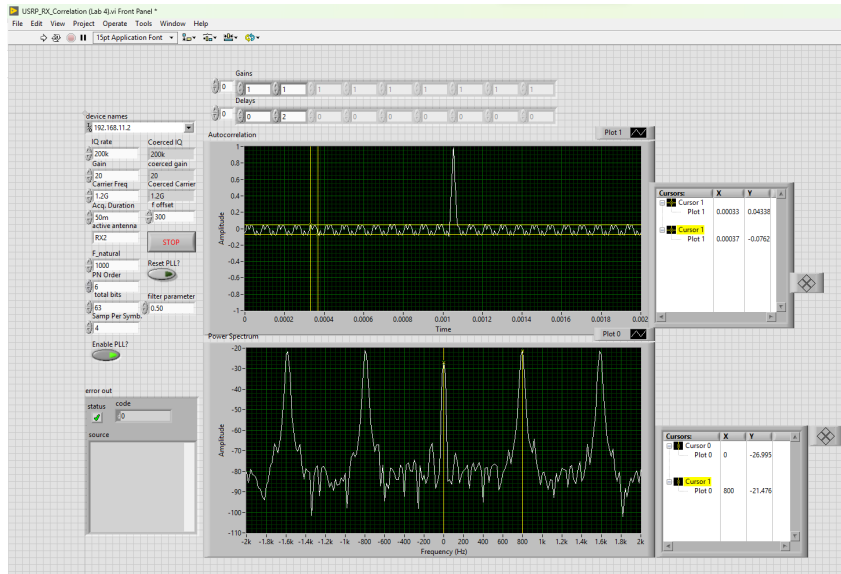 USRP_RX_Correlation (Lab 4).vi Front Panel *
File Edit View Project Operate Tools Window Help
15pt Application Font
Gains
0 1 1 1 1 1 1 1 1 1
Delays
0 0 2 0 0 0 0 0 0 0
device names
192.168.11.2
IQ rate Coerced IQ
200k 200k
Gain coerced gain
20 20
Carrier Freq Coerced Carrier
1.2G 1.2G
Acq. Duration f offset
50m 300
active antenna
RX2
STOP
F_natural
1000
Reset PLL?
PN Order
6
total bits filter parameter
63 0.50
Samp Per Symb.
4
Enable PLL?
error out
status code
0
source
Autocorrelation Plot 1
1-
0.8-
0.6-
0.4-
0.2-
0-
-0.2-
-0.4-
-0.6-
-0.8-
-1-
Amplitude
0 0.0002 0.0004 0.0006 0.0008 0.001 0.0012 0.0014 0.0016 0.0018 0.002
Time
Cursors: X Y
Cursor 1
Plot 1 0.00033 0.04338
Cursor 1
Plot 1 0.00037 -0.0762
Power Spectrum Plot 0
-20-
-30-
-40-
-50-
-60-
-70-
-80-
-90-
-100-
-110-
Amplitude
-2k -1.8k -1.6k -1.4k -1.2k -1k -800 -600 -400 -200 0 200 400 600 800 1k 1.2k 1.4k 1.6k 1.8k 2k
Frequency (Hz)
Cursors: X Y
Cursor 0
Plot 0 0 -26.995
Cursor 1
Plot 0 800 -21.476